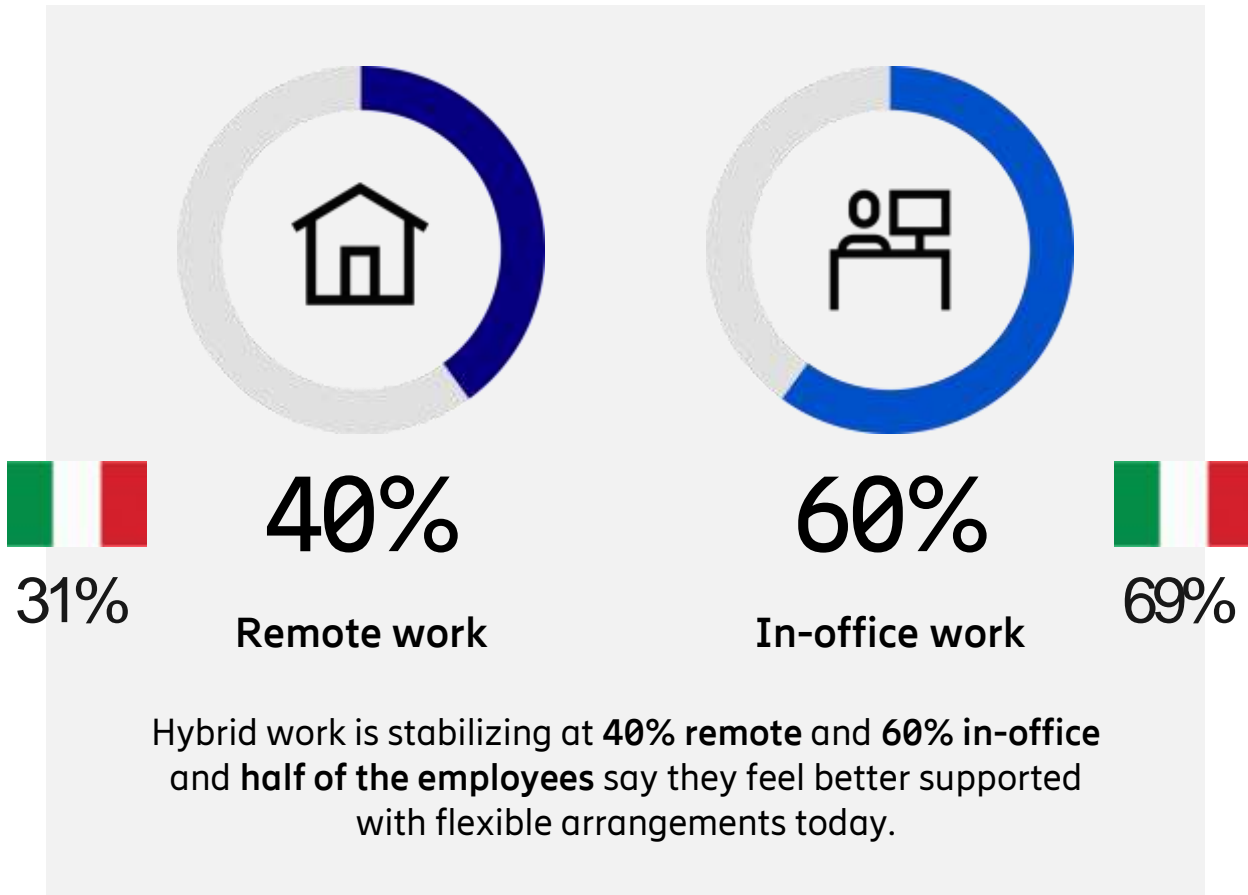 40%
60%
31%
69%
Remote work
In-office work
Hybrid work is stabilizing at 40% remote and 60% in-office
and half of the employees say they feel better supported
with flexible arrangements today.